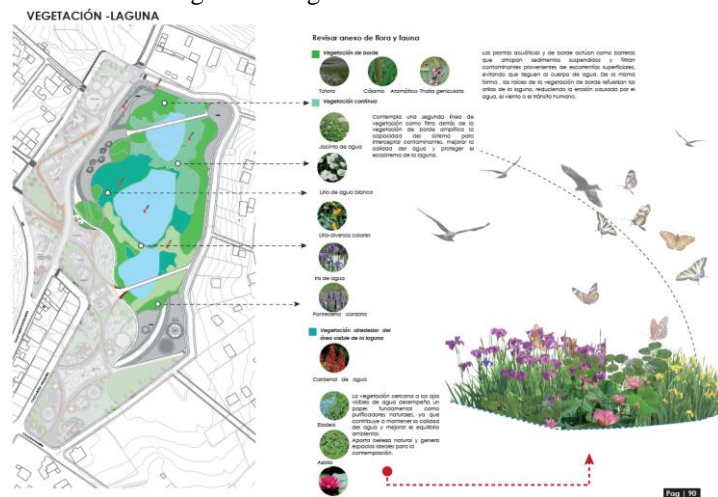 VEGETACIÓN -LAGUNA
Revisar anexo de flora y fauna
Vegetación de borde
Totora
Cálamo Aromático
Thalia geniculata
Las plantas acuáticas y de borde actúan como barreras
que atrapan sedimentos suspendidos y filtran
contaminantes provenientes de escorrentías superficiales,
evitando que lleguen al cuerpo de agua. De la misma
forma , las raíces de la vegetación de borde refuerzan las
orillas de la laguna, reduciendo la erosión causada por el
agua, el viento o el tránsito humano.
Vegetación continua
Contempla una segunda línea de
vegetación como filtro detrás de la
vegetación de borde amplifica la
capacidad del sistema para
interceptar contaminantes, mejorar la
calidad del agua y proteger el
ecosistema de la laguna.
Jacinto de agua
Lirio de agua blanco
Lirio-diversos colores
Iris de agua
Pontederia cordata
Vegetación alrededor del
área visible de la laguna
Cardenal de agua
La vegetación cercana a los ojos
visibles de agua desempeña un
papel fundamental como
purificadores naturales, ya que
contribuye a mantener la calidad
del agua y mejorar el equilibrio
ambiental.
Aporta belleza natural y genera
espacios ideales para la
contemplación.
Elodea
Azolla
Pag | 90